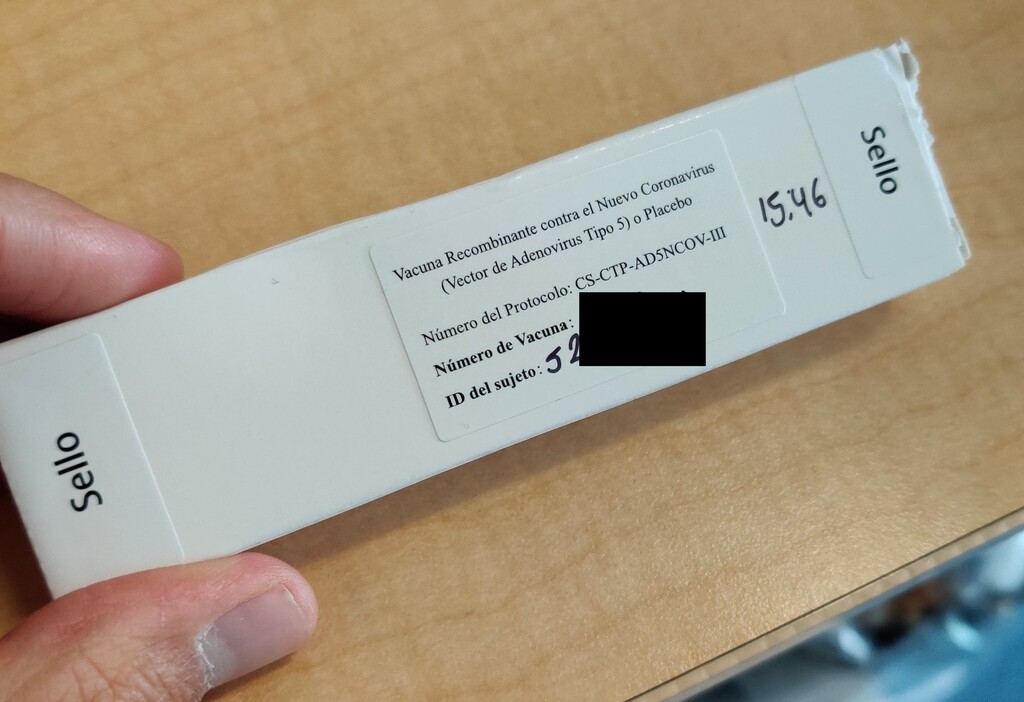 Sello
Vacuna Recombinante contra el Nuevo Coronavirus
(Vector de Adenovirus Tipo 5) o Placebo
Número del Protocolo: CS-CTP-AD5NCOV-III
Número de Vacuna:
ID del sujeto: 52
15:46
Sello